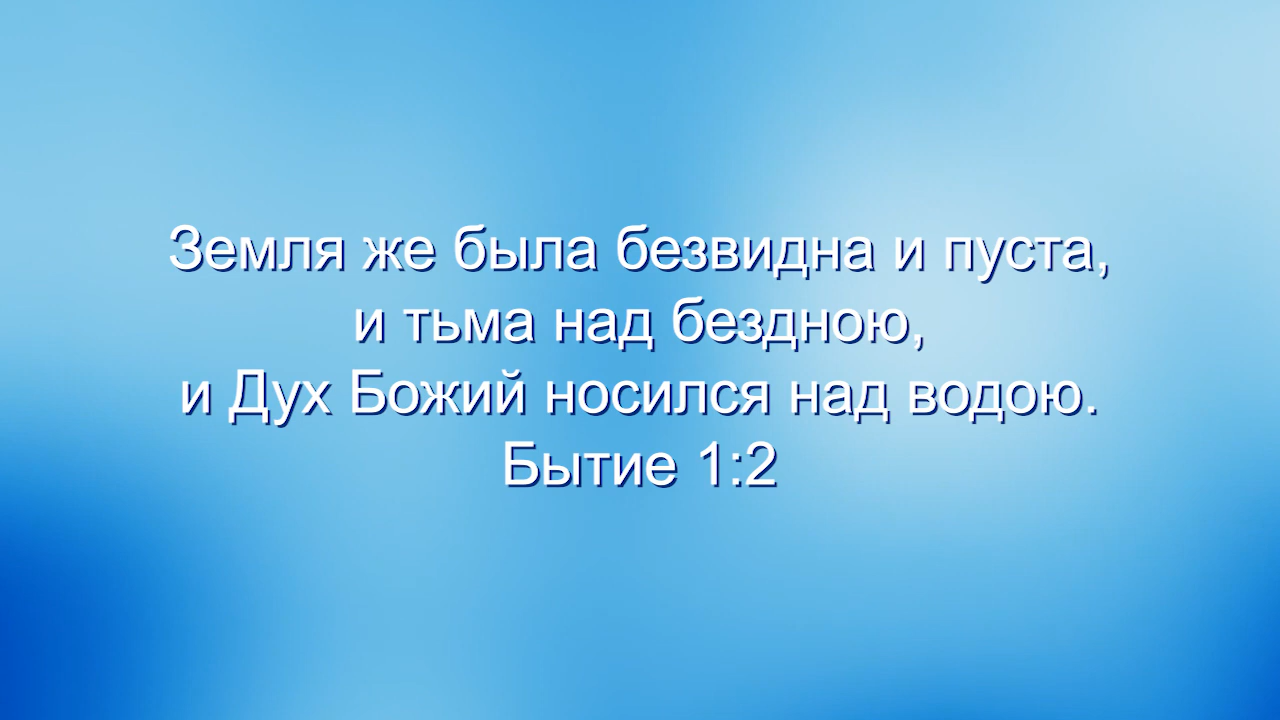 Земля же была безвидна и пуста,
и тьма над бездною,
и Дух Божий носился над водою.
Бытие 1:2